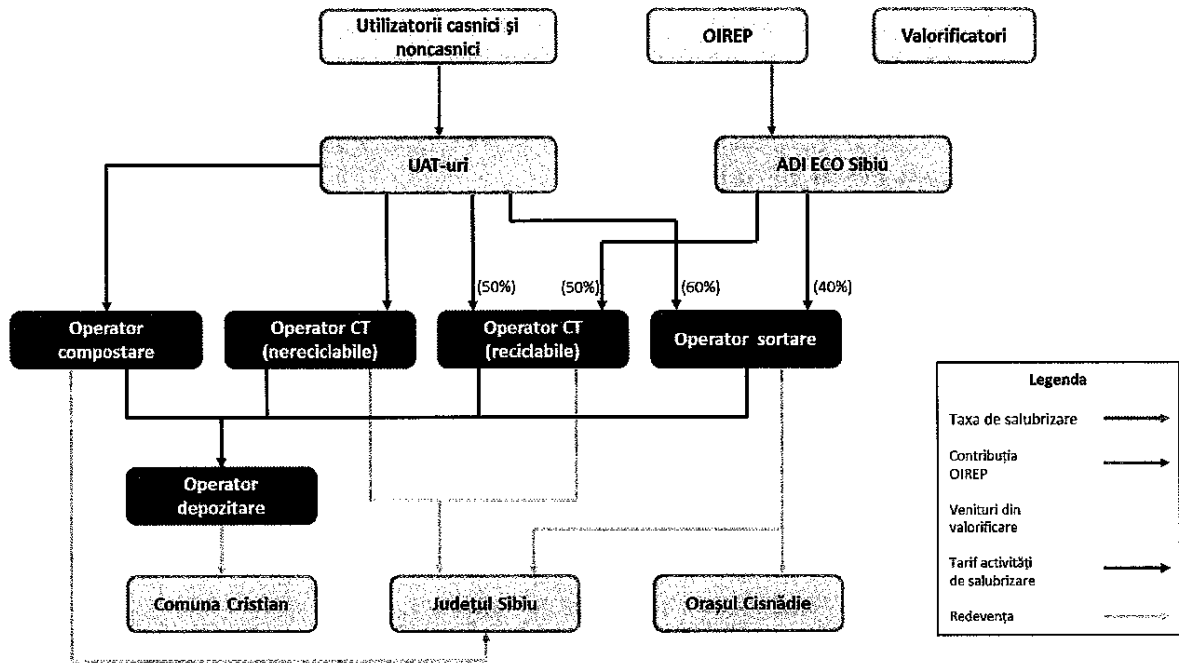 Utilizatorii casnici și
noncasnici
OIREP
Valorificatori
UAT-uri
ADI ECO Sibiu
(50%)
(50%)
(60%)
(40%)
Operator
compostare
Operator CT
(nereciclabile)
Operator CT
(reciclabile)
Operator sortare
Operator
depozitare
Comuna Cristian
Județul Sibiu
Orașul Cisnădie
Legenda
Taxa de salubrizare
Contribuția
OIREP
Venituri din
valorificare
Tarif activități
de salubrizare
Redevența